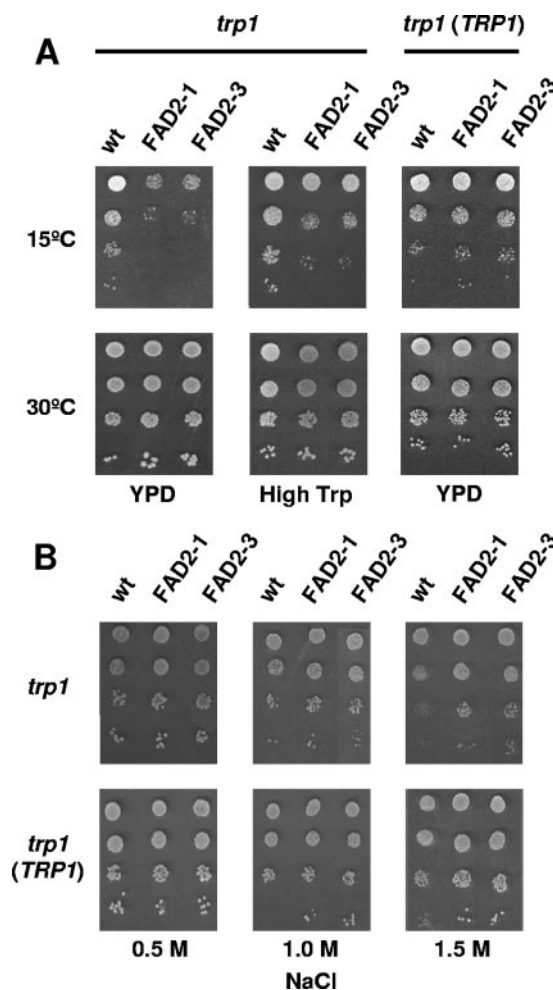 trp1 trp1 (TRP1)
A
wt FAD2-1 FAD2-3 wt FAD2-1 FAD2-3 wt FAD2-1 FAD2-3
15ºC
30ºC
YPD High Trp YPD
B
wt FAD2-1 FAD2-3 wt FAD2-1 FAD2-3 wt FAD2-1 FAD2-3
trp1
trp1
(TRP1)
0.5 M 1.0 M 1.5 M
NaCl